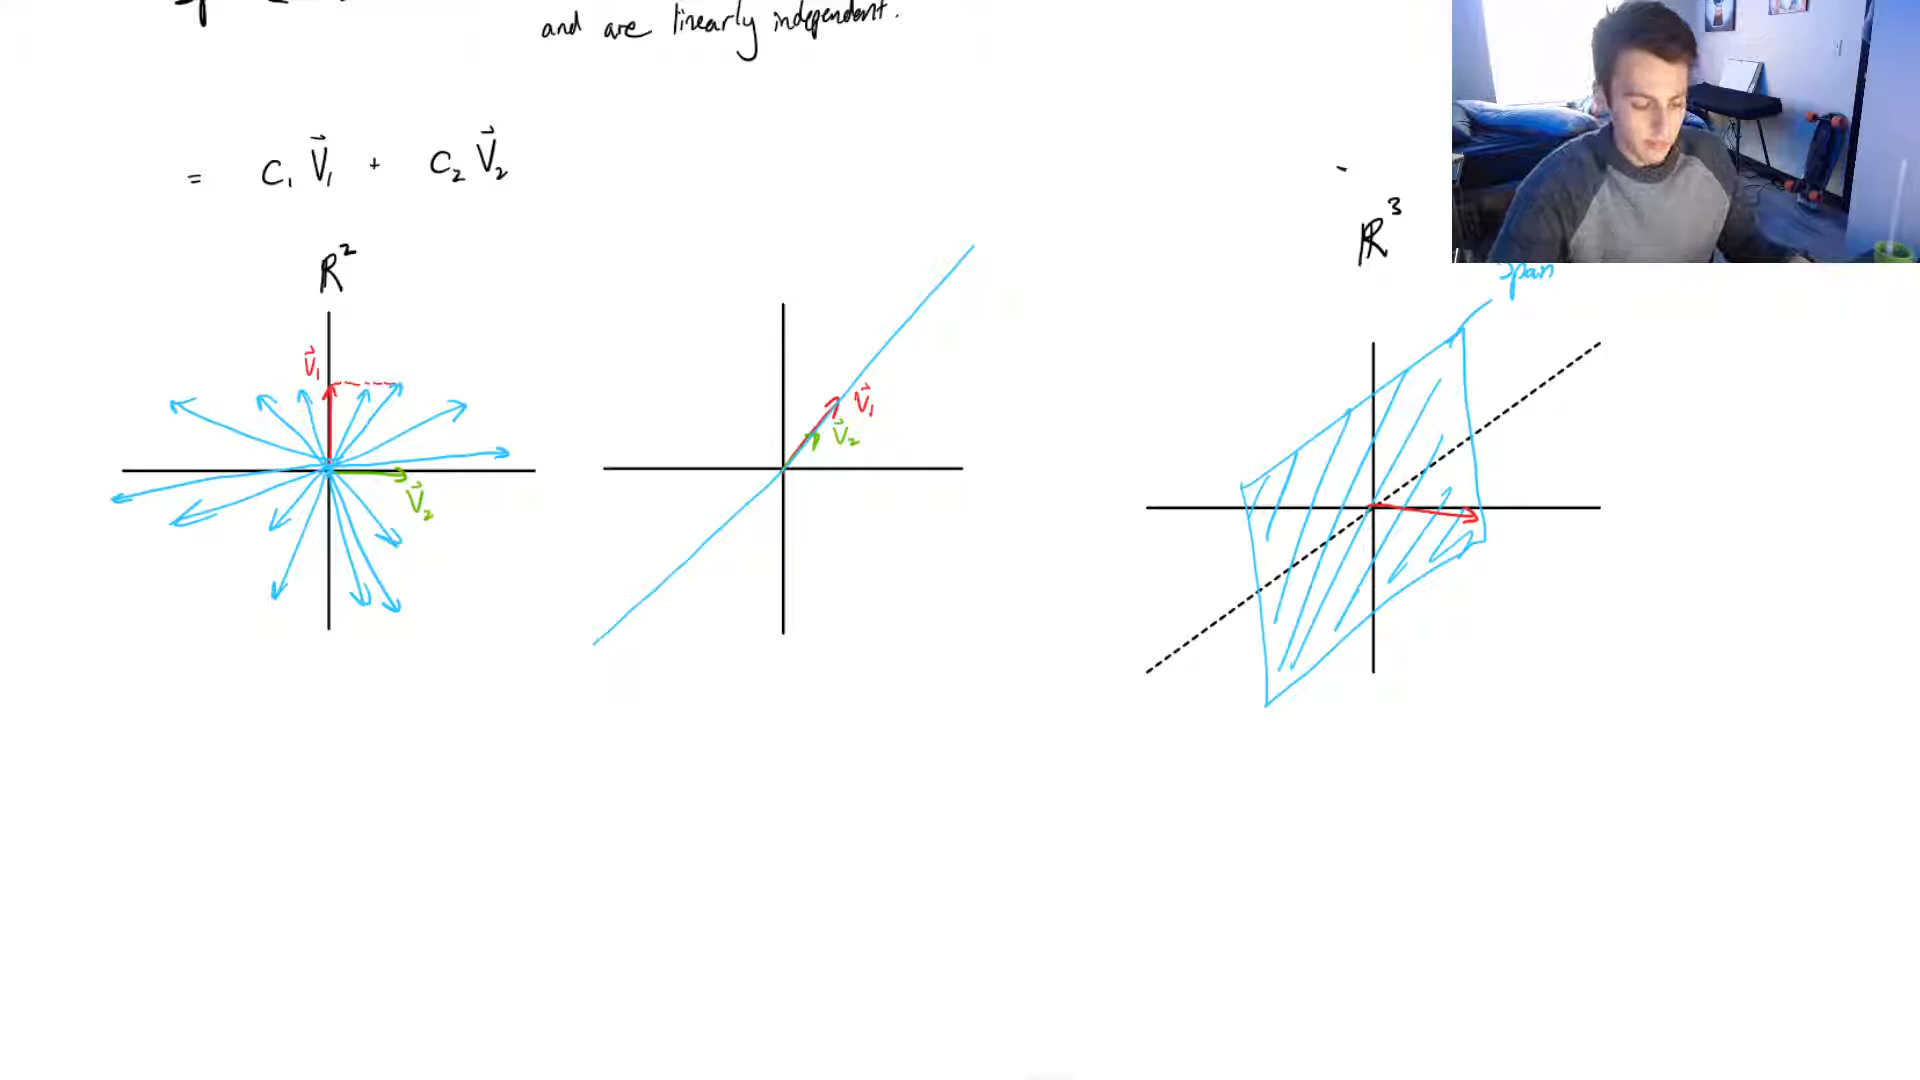 and are linearly independent.
= C₁ V⃗₁ + C₂ V⃗₂
ℝ²
V⃗₁
V⃗₂
V⃗₁
V⃗₂
ℝ³
Span